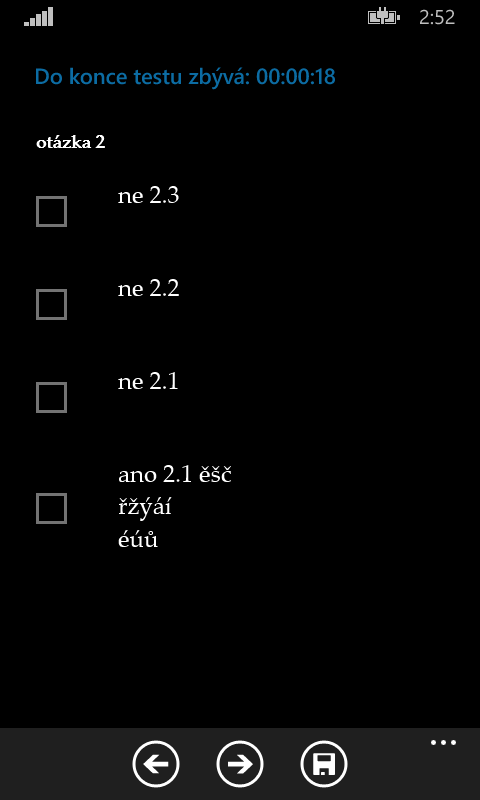 2:52
Do konce testu zbývá: 00:00:18
otázka 2
ne 2.3
ne 2.2
ne 2.1
ano 2.1 ěšč
řžýáí
éúů